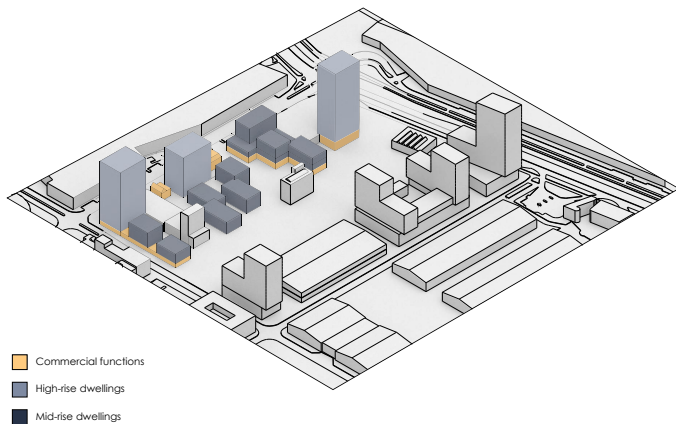 Commercial functions
High-rise dwellings
Mid-rise dwellings